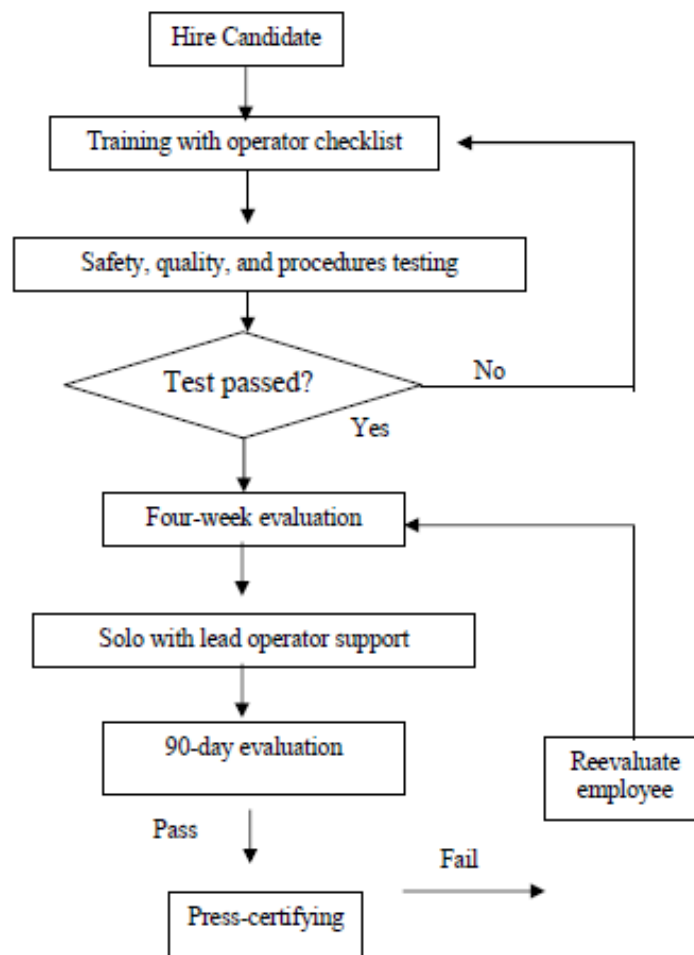 Hire Candidate
Training with operator checklist
Safety, quality, and procedures testing
Test passed?
No
Yes
Four-week evaluation
Solo with lead operator support
90-day evaluation
Reevaluate
employee
Pass
Fail
Press-certifying